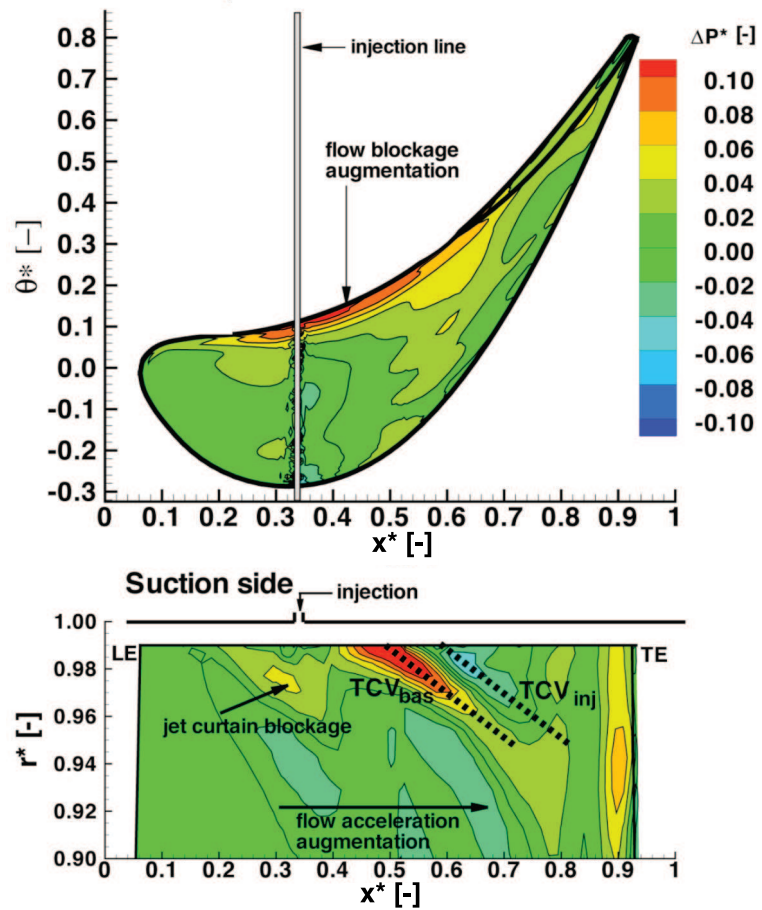 ΔP* [-]
0.10
0.08
0.06
0.04
0.02
0.00
-0.02
-0.04
-0.06
-0.08
-0.10
injection line
flow blockage
augmentation
θ* [−]
0.8
0.7
0.6
0.5
0.4
0.3
0.2
0.1
0.0
-0.1
-0.2
-0.3
0 0.1 0.2 0.3 0.4 0.5 0.6 0.7 0.8 0.9 1
x* [-]
Suction side
injection
LE
TE
TCVbas
TCV inj
jet curtain blockage
flow acceleration
augmentation
r* [-]
1.00
0.98
0.96
0.94
0.92
0.90
0 0.1 0.2 0.3 0.4 0.5 0.6 0.7 0.8 0.9 1
x* [-]